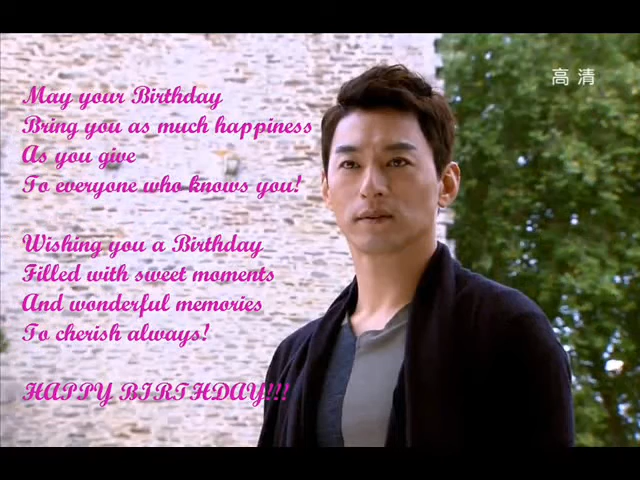 高清
May your Birthday
Bring you as much happiness
As you give
To everyone who knows you!
Wishing you a Birthday
Filled with sweet moments
And wonderful memories
To cherish always!
HAPPY BIRTHDAY!!!